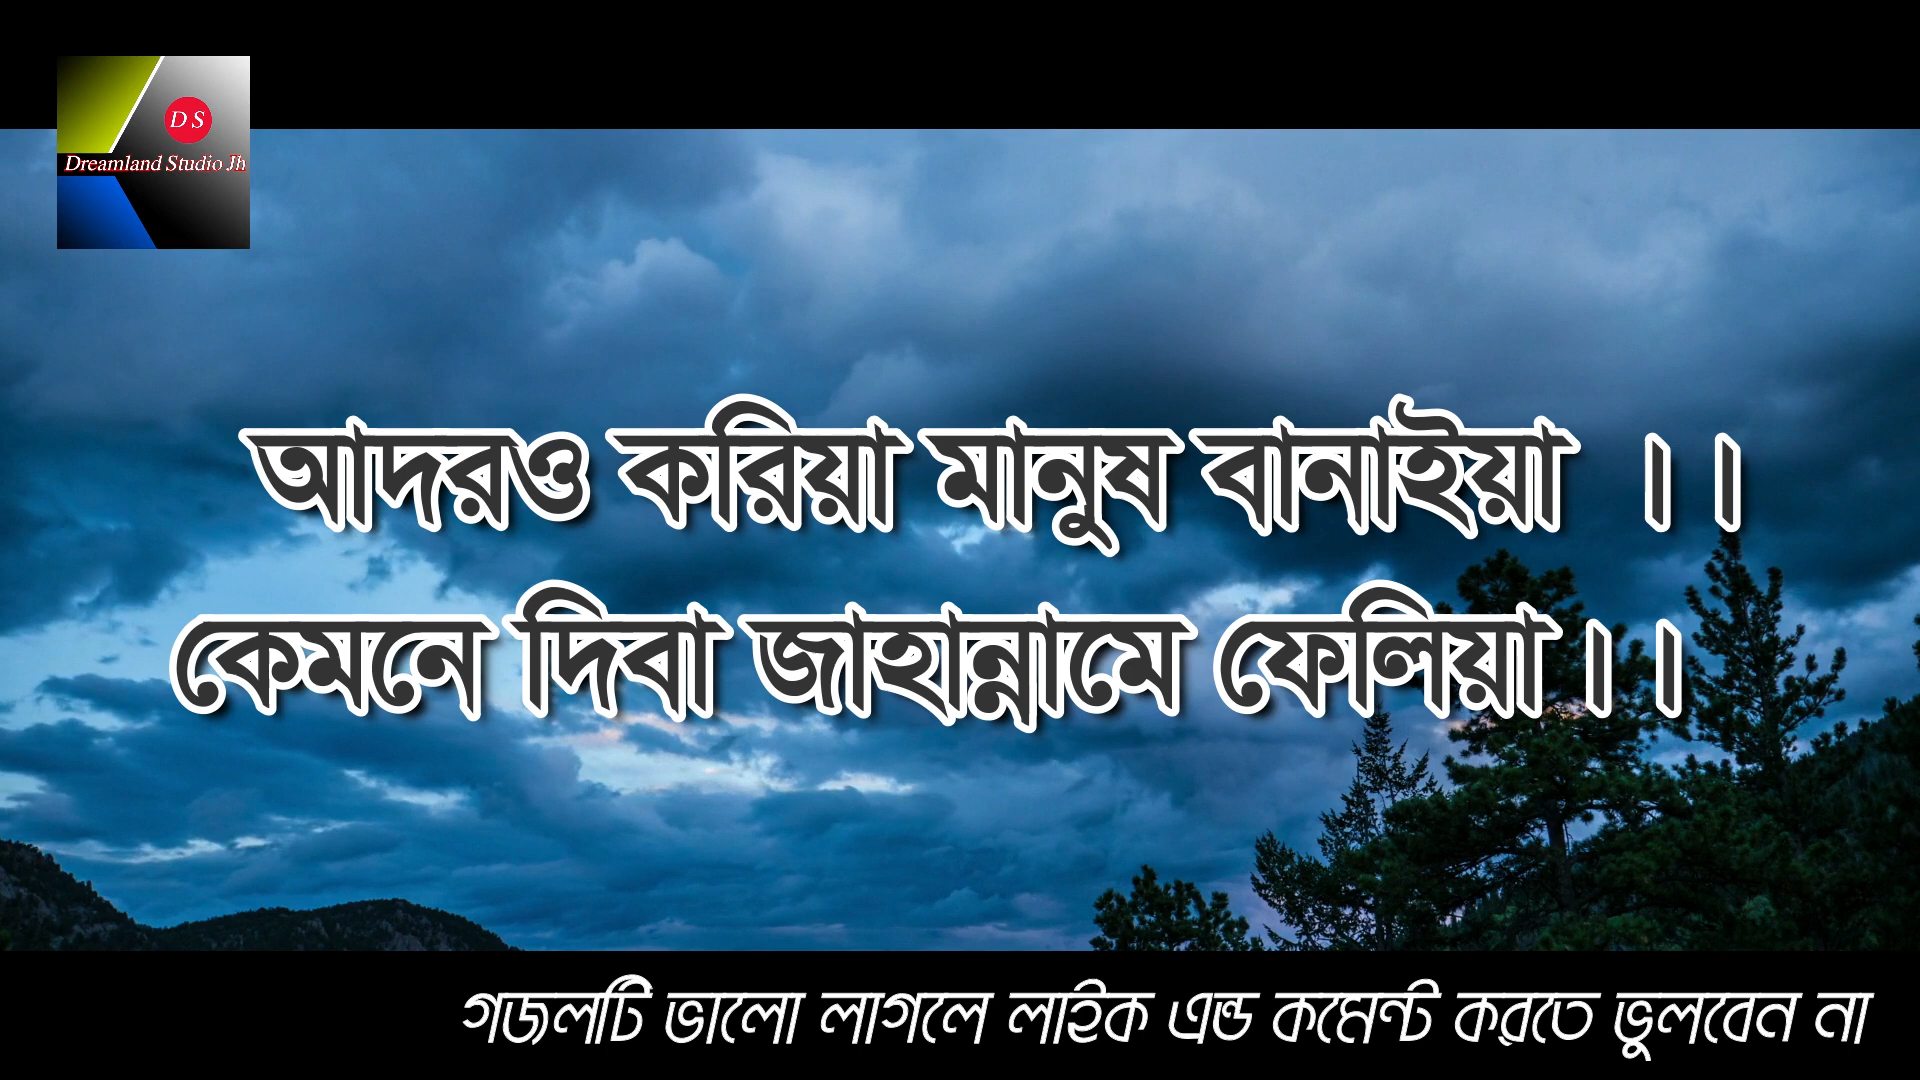 D S
Dreamland Studio Jh
আদরও করিয়া মানুষ বানাইয়া ।।
কেমনে দিবা জাহান্নামে ফেলিয়া।।
গজলটি ভালো লাগলে লাইক এন্ড কমেন্ট করতে ভুলবেন না